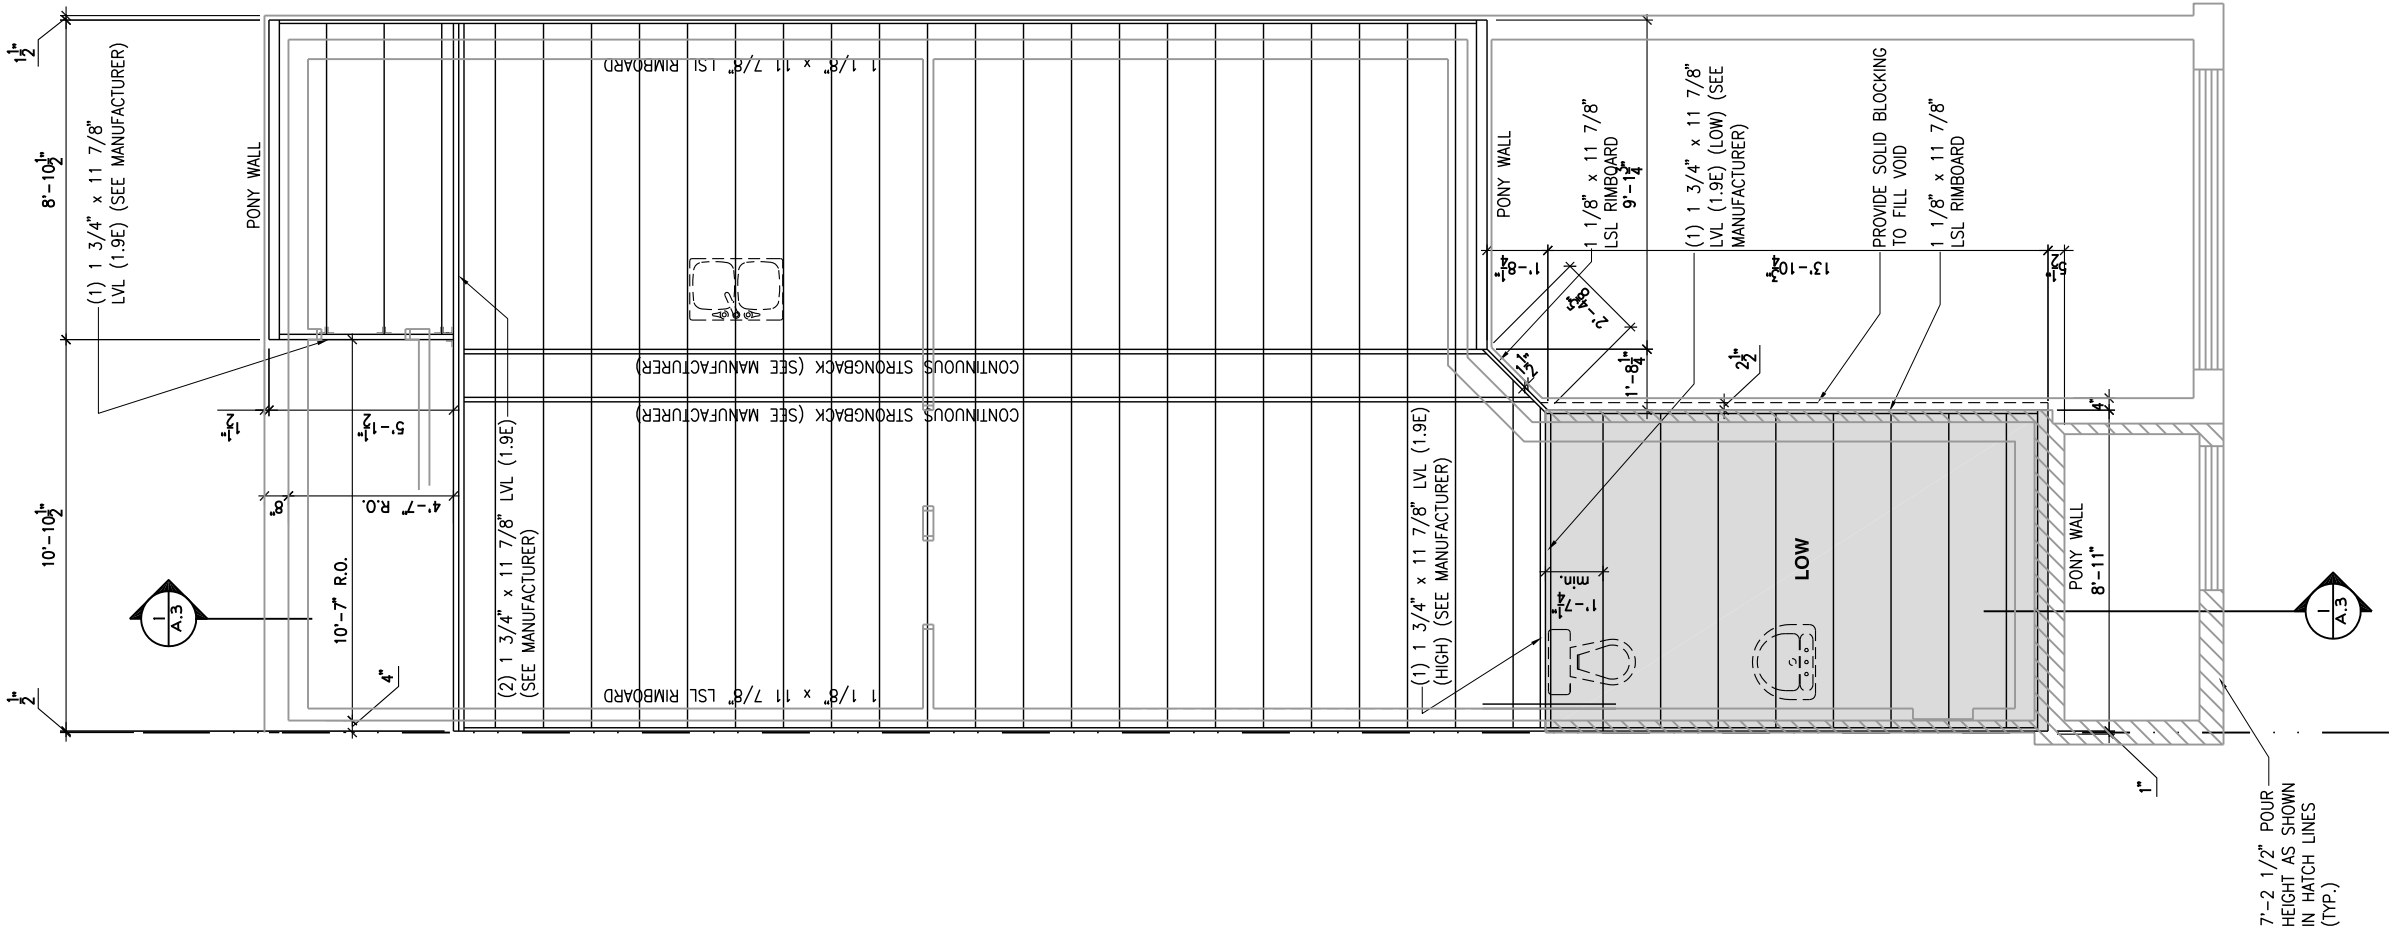 1 1/2"
8'-10 1/2"
10'-10 1/2"
1 1/2"
(1) 1 3/4" x 11 7/8"
LVL (1.9E) (SEE MANUFACTURER)
PONY WALL
1 1/2"
5'-1 1/2"
8"
4'-7" R.O.
10'-7" R.O.
4"
1
A.3
(2) 1 3/4" x 11 7/8" LVL (1.9E)
(SEE MANUFACTURER)
1 1/8" x 11 7/8" LSL RIMBOARD
CONTINUOUS STRONGBACK (SEE MANUFACTURER)
CONTINUOUS STRONGBACK (SEE MANUFACTURER)
1 1/8" x 11 7/8" LSL RIMBOARD
(1) 1 3/4" x 11 7/8" LVL (1.9E)
(HIGH) (SEE MANUFACTURER)
PONY WALL
1 1/8" x 11 7/8"
LSL RIMBOARD
9'-1 3/4"
(1) 1 3/4" x 11 7/8"
LVL (1.9E) (LOW) (SEE
MANUFACTURER)
PROVIDE SOLID BLOCKING
TO FILL VOID
1 1/8" x 11 7/8"
LSL RIMBOARD
1'-8 1/4"
13'-10 3/4"
5 1/2"
1 1/2"
1'-8 1/4"
2 1/2"
4"
1'-7 1/4"
min.
LOW
PONY WALL
8'-11"
1"
1
A.3
7'-2 1/2" POUR
HEIGHT AS SHOWN
IN HATCH LINES
(TYP.)